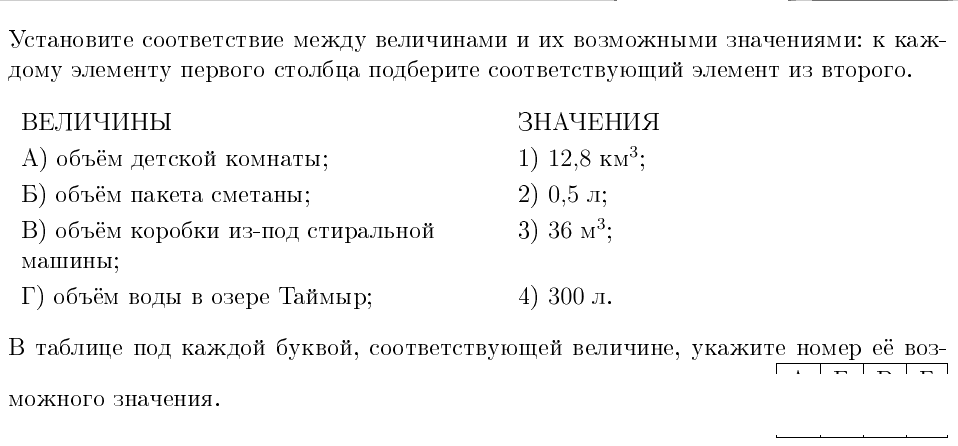 Установите соответствие между величинами и их возможными значениями: к каж-
дому элементу первого столбца подберите соответствующий элемент из второго.
ВЕЛИЧИНЫ ЗНАЧЕНИЯ
А) объём детской комнаты; 1) 12,8 км³;
Б) объём пакета сметаны; 2) 0,5 л;
В) объём коробки из-под стиральной 3) 36 м³;
машины;
Г) объём воды в озере Таймыр; 4) 300 л.
В таблице под каждой буквой, соответствующей величине, укажите номер её воз-
можного значения.